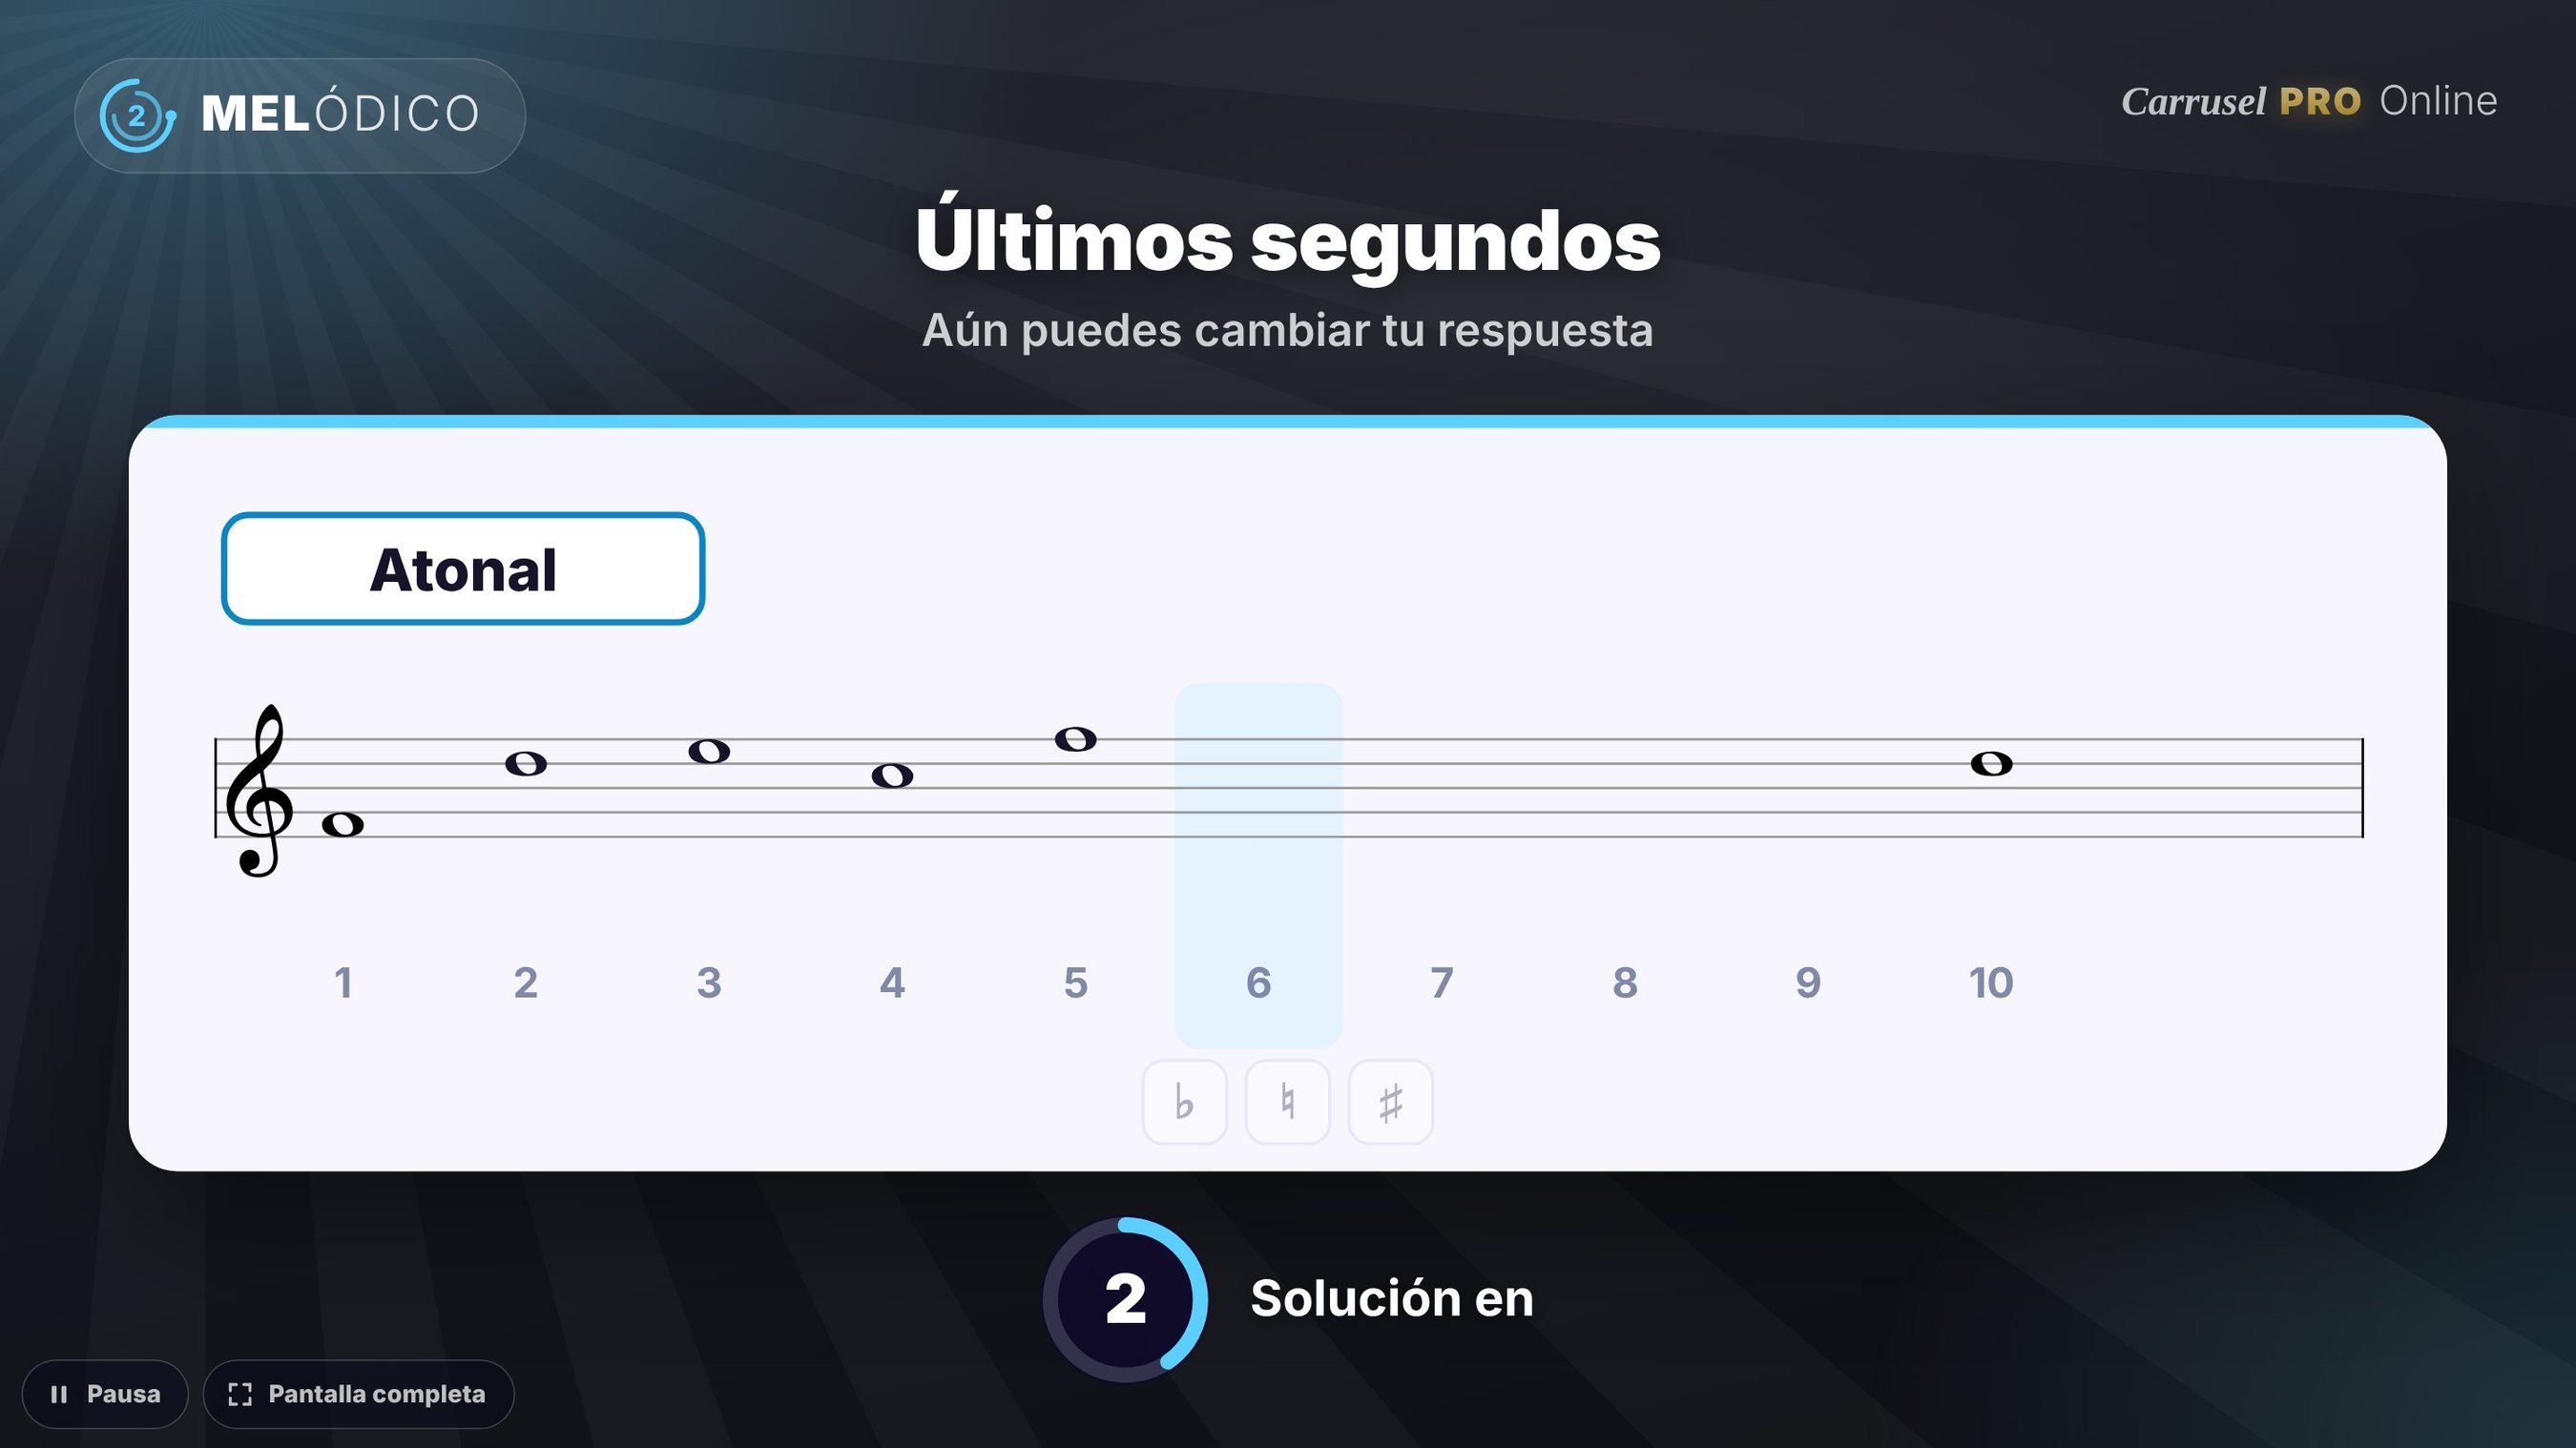 2 MELÓDICO
Carrusel PRO Online
Últimos segundos
Aún puedes cambiar tu respuesta
Atonal
1 2 3 4 5 6 7 8 9 10
♭ ♮ ♯
2 Solución en
Pausa Pantalla completa